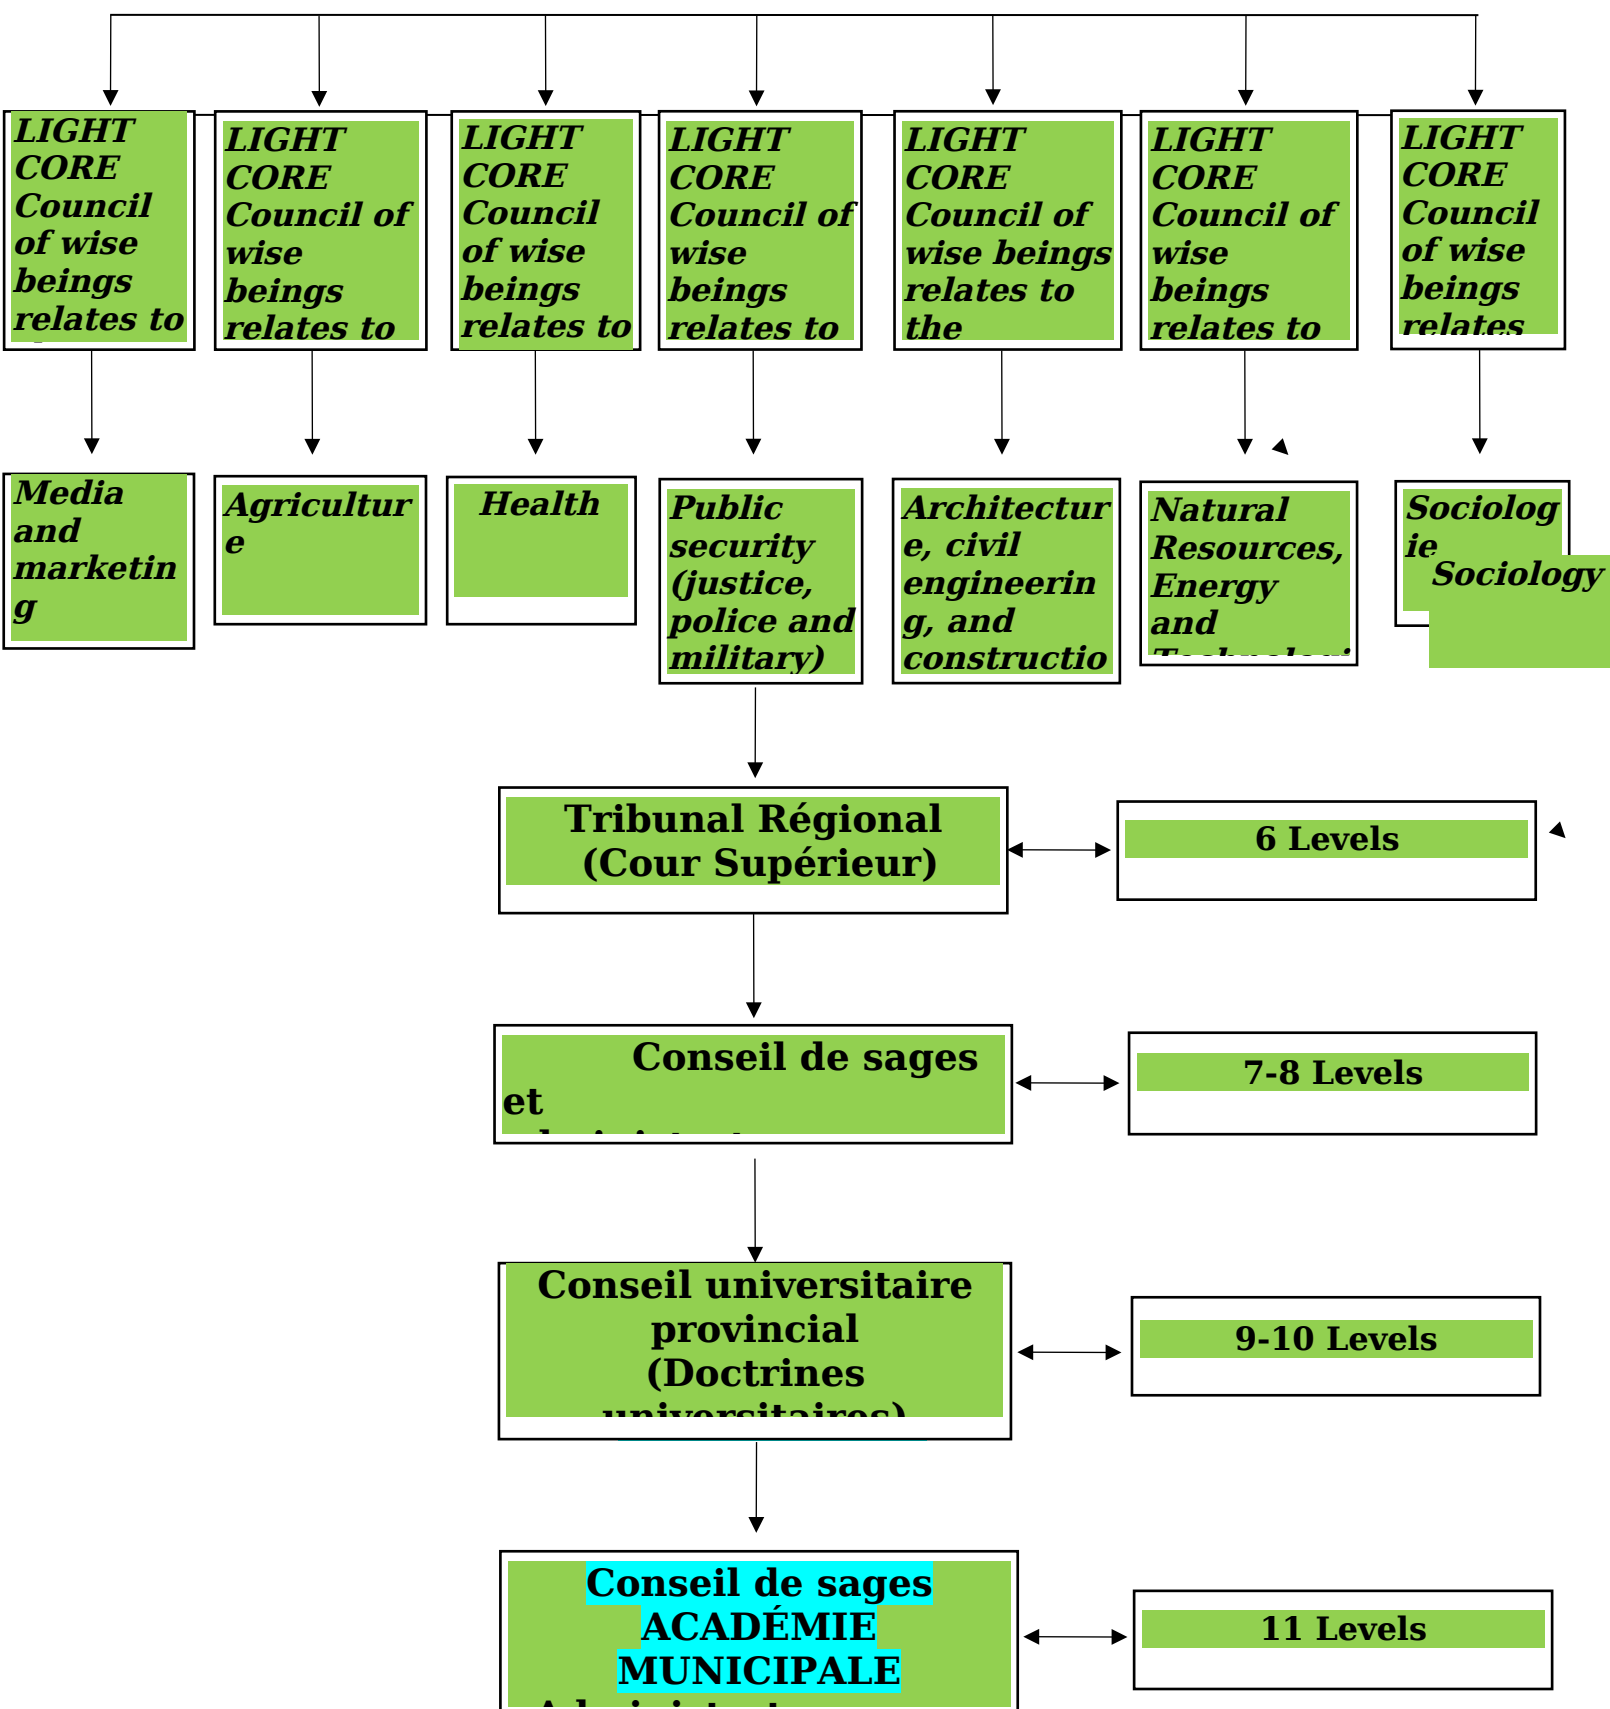 LIGHT
CORE
Council
of wise
beings
relates to
LIGHT
CORE
Council of
wise
beings
relates to
LIGHT
CORE
Council
of wise
beings
relates to
LIGHT
CORE
Council of
wise
beings
relates to
LIGHT
CORE
Council of
wise beings
relates to
the
LIGHT
CORE
Council of
wise
beings
relates to
LIGHT
CORE
Council
of wise
beings
relates
Media
and
marketin
g
Agricultur
e
Health
Public
security
(justice,
police and
military)
Architectur
e, civil
engineerin
g, and
constructio
Natural
Resources,
Energy
and
Sociolog
ie
Sociology
Tribunal Régional
(Cour Supérieur)
6 Levels
Conseil de sages
et
7-8 Levels
Conseil universitaire
provincial
(Doctrines
universitaires)
9-10 Levels
Conseil de sages
ACADÉMIE
MUNICIPALE
11 Levels